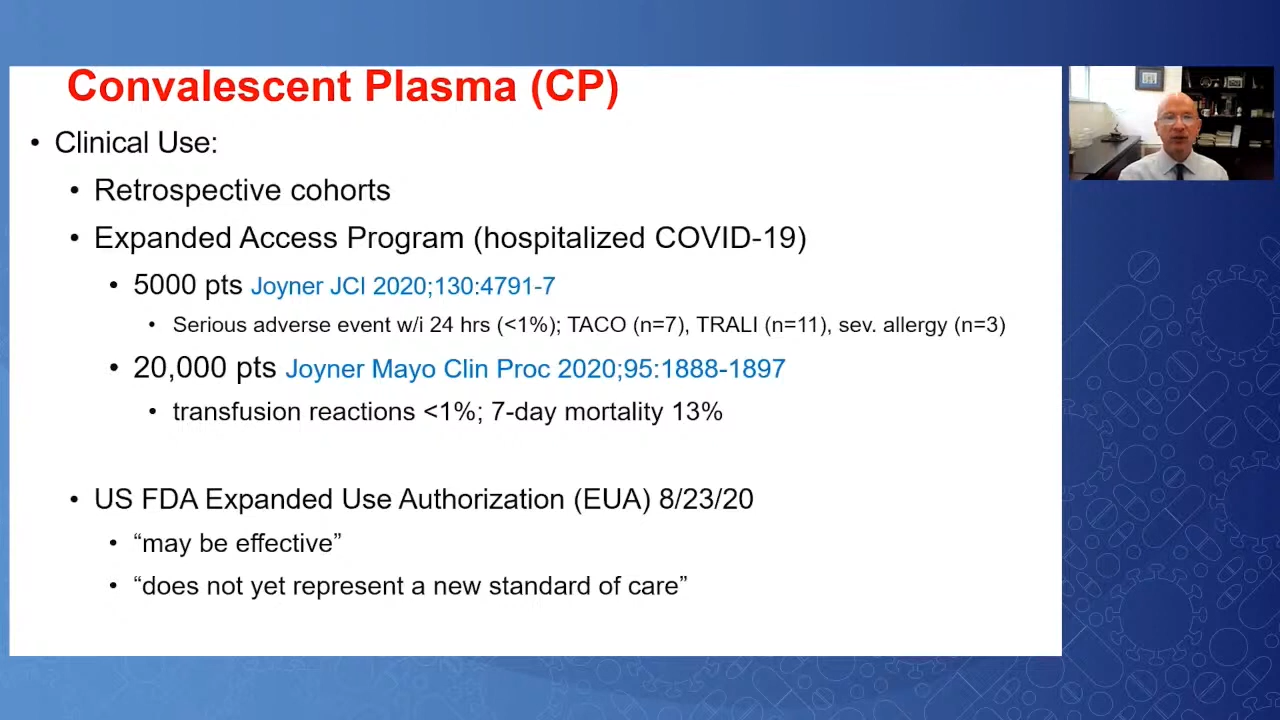 Convalescent Plasma (CP)
• Clinical Use:
• Retrospective cohorts
• Expanded Access Program (hospitalized COVID-19)
• 5000 pts Joyner JCI 2020;130:4791-7
• Serious adverse event w/i 24 hrs (<1%); TACO (n=7), TRALI (n=11), sev. allergy (n=3)
• 20,000 pts Joyner Mayo Clin Proc 2020;95:1888-1897
• transfusion reactions <1%; 7-day mortality 13%
• US FDA Expanded Use Authorization (EUA) 8/23/20
• “may be effective”
• “does not yet represent a new standard of care”